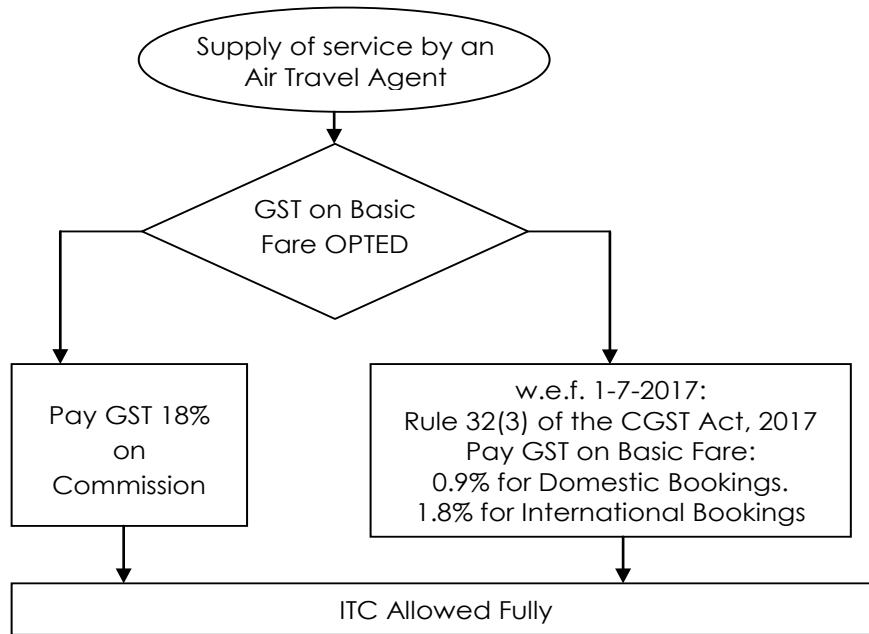 Supply of service by an
Air Travel Agent
GST on Basic
Fare OPTED
Pay GST 18%
on
Commission
w.e.f. 1-7-2017:
Rule 32(3) of the CGST Act, 2017
Pay GST on Basic Fare:
0.9% for Domestic Bookings.
1.8% for International Bookings
ITC Allowed Fully